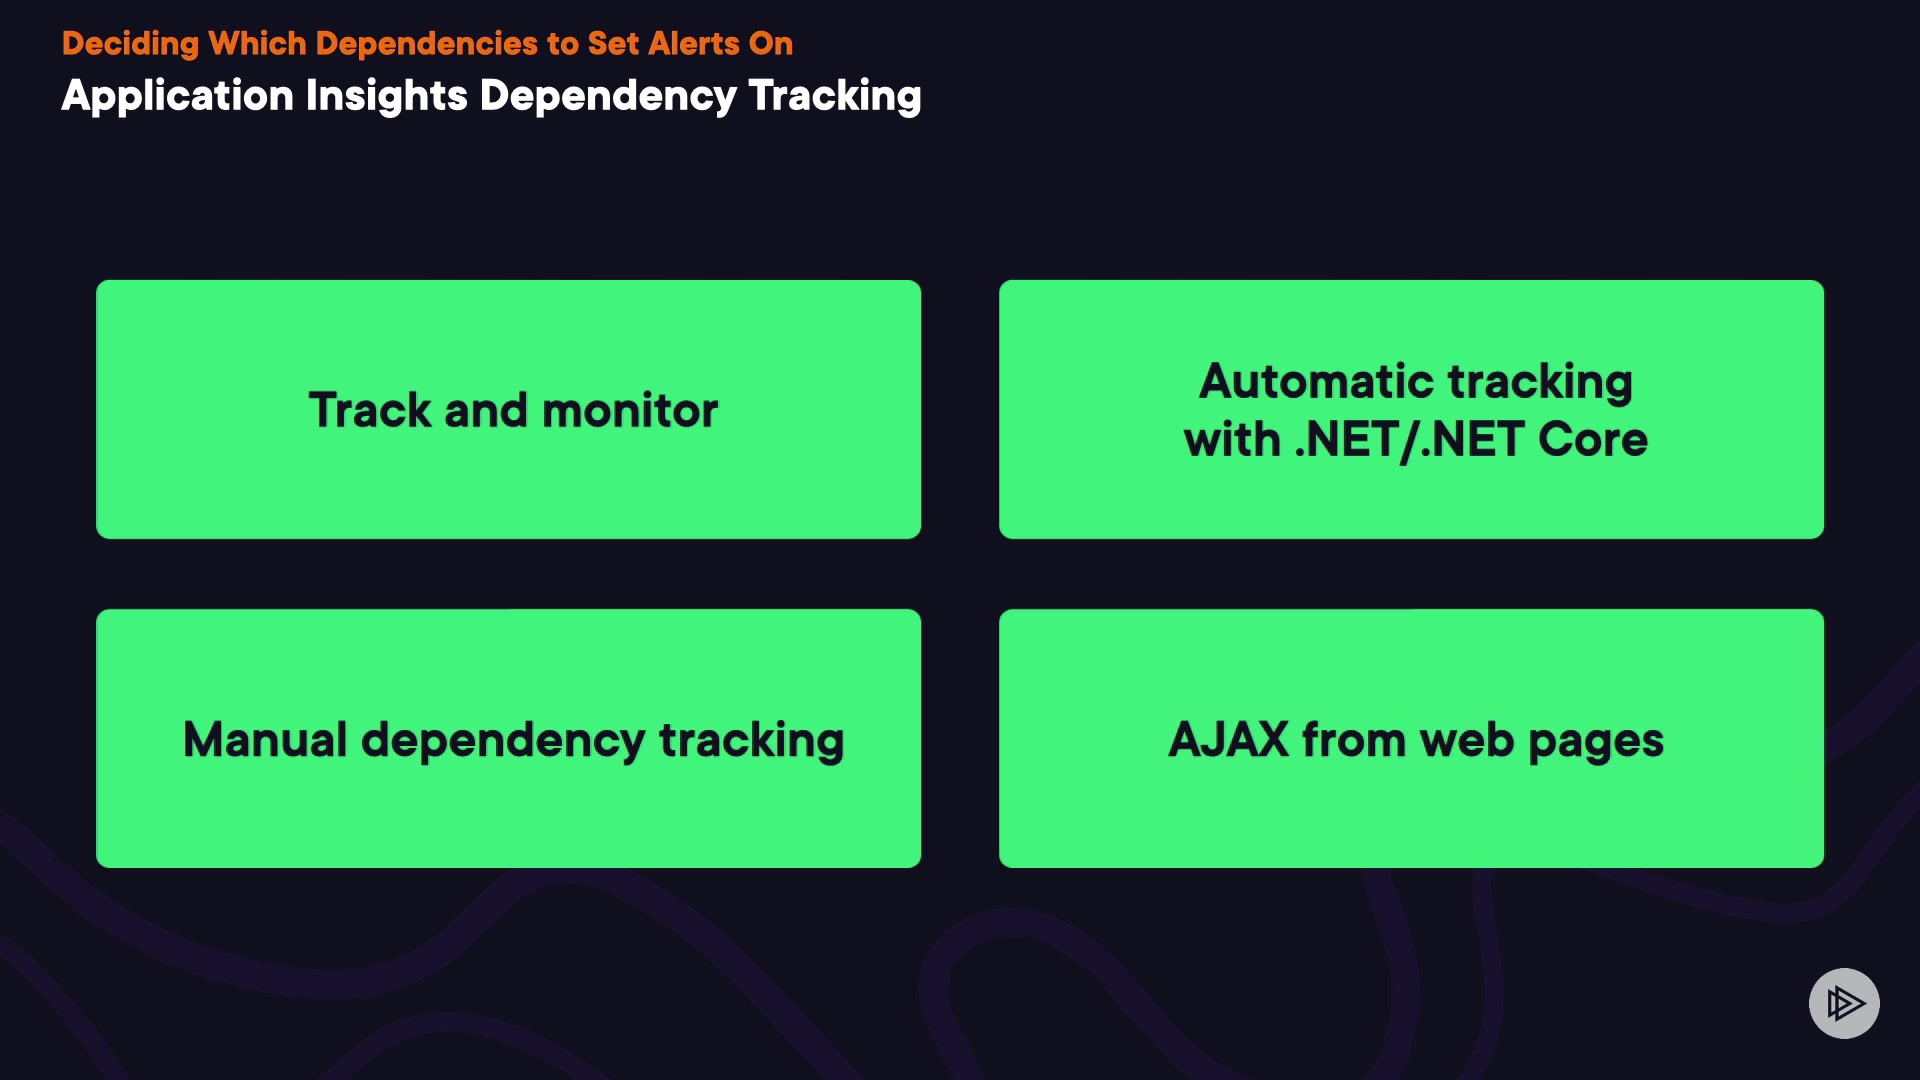 Deciding Which Dependencies to Set Alerts On
Application Insights Dependency Tracking
Track and monitor
Automatic tracking
with .NET/.NET Core
Manual dependency tracking
AJAX from web pages